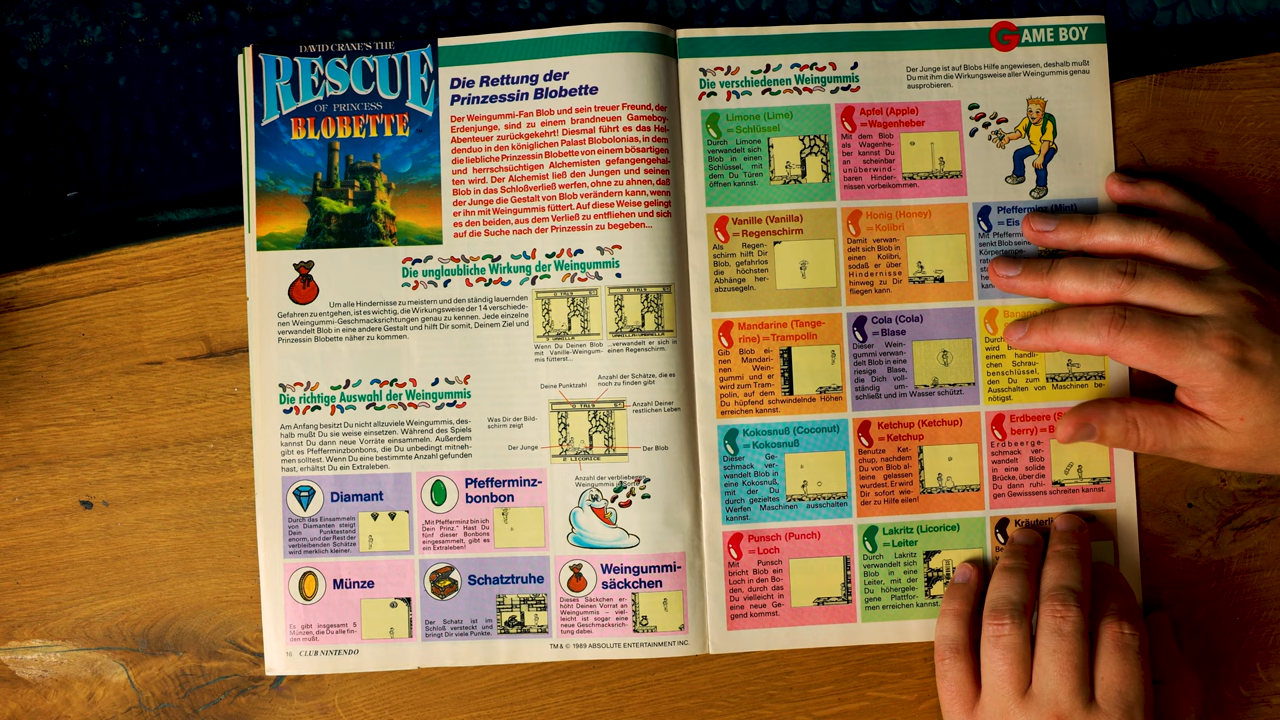 DAVID CRANE'S THE
RESCUE
OF PRINCESS
BLOBETTE
Die Rettung der
Prinzessin Blobette
Der Weingummi-Fan Blob und sein treuer Freund, der
Erdenjunge, sind zu einem brandneuen Gameboy-
Abenteuer zurückgekehrt! Diesmal führt es das Hel-
denduo in den königlichen Palast Blobolonias, in dem
die liebliche Prinzessin Blobette von einem bösartigen
und herrschsüchtigen Alchemisten gefangengehal-
ten wird. Der Alchemist ließ den Jungen und seinen
Blob in das Schloßverließ werfen, ohne zu ahnen, daß
der Junge die Gestalt von Blob verändern kann, wenn
er ihn mit Weingummis füttert. Auf diese Weise gelingt
es den beiden, aus dem Verließ zu entfliehen und sich
auf die Suche nach der Prinzessin zu begeben...
Die unglaubliche Wirkung der Weingummis
Um alle Hindernisse zu meistern und den ständig lauernden
Gefahren zu entgehen, ist es wichtig, die Wirkungsweise der 14 verschiede-
nen Weingummi-Geschmacksrichtungen genau zu kennen. Jede einzelne
verwandelt Blob in eine andere Gestalt und hilft Dir somit, Deinem Ziel und
Prinzessin Blobette näher zu kommen.
Wenn Du Deinen Blob
mit Vanille-Weingum-
mis fütterst...
...verwandelt er sich in
einen Regenschirm.
Die richtige Auswahl der Weingummis
Am Anfang besitzt Du nicht allzuviele Weingummis, des-
halb mußt Du sie weise einsetzen. Während des Spiels
kannst Du dann neue Vorräte einsammeln. Außerdem
gibt es Pfefferminzbonbons, die Du unbedingt mitneh-
men solltest. Wenn Du eine bestimmte Anzahl gefunden
hast, erhältst Du ein Extraleben.
Deine Punktzahl
Anzahl der Schätze, die es
noch zu finden gibt
Was Dir der Bild-
schirm zeigt
Anzahl Deiner
restlichen Leben
Der Junge
Der Blob
2 LICORICE
Anzahl der verbliebenen
Diamant
Durch das Einsammeln
von Diamanten steigt
Dein Punktestand
enorm, und der Rest der
verbleibenden Schätze
wird merklich kleiner.
Pfefferminz-
bonbon
„Mit Pfefferminz bin ich
Dein Prinz." Hast Du
fünf dieser Bonbons
eingesammelt, gibt es
ein Extraleben!
Münze
Es gibt insgesamt 5
Münzen, die Du alle fin-
den mußt.
Schatztruhe
Der Schatz ist im
Schloß versteckt und
bringt Dir viele Punkte.
Weingummi-
säckchen
Dieses Säckchen er-
höht Deinen Vorrat an
Weingummis – viel-
leicht ist sogar eine
neue Geschmacksrich-
tung dabei.
16 CLUB NINTENDO
TM & © 1989 ABSOLUTE ENTERTAINMENT INC.
GAME BOY
Die verschiedenen Weingummis
Der Junge ist auf Blobs Hilfe angewiesen, deshalb mußt
Du mit ihm die Wirkungsweise aller Weingummis genau
ausprobieren.
Limone (Lime)
= Schlüssel
Durch Limone
verwandelt sich
Blob in einen
Schlüssel, mit
dem Du Türen
öffnen kannst.
Apfel (Apple)
=Wagenheber
Mit dem Blob
als Wagenhe-
ber kannst Du
an scheinbar
unüberwind-
baren Hinder-
nissen vorbeikommen.
Vanille (Vanilla)
= Regenschirm
Als Regen-
schirm hilft Dir
Blob, gefahrlos
die höchsten
Abhänge her-
abzusegeln.
Honig (Honey)
= Kolibri
Damit verwan-
delt sich Blob in
einen Kolibri,
sodaß er über
Hindernisse
hinweg zu Dir
fliegen kann.
Pfefferminz (Mint)
= Eis
Mit Pfeffer
senkt Blob seine
Körpertempe-
Mandarine (Tange-
rine) = Trampolin
Gib Blob ei-
nen Mandari-
nen Wein-
gummi und er
wird zum Tram-
polin, auf dem
Du hüpfend schwindelnde Höhen
erreichen kannst.
Cola (Cola)
= Blase
Dieser Wein-
gummi verwan-
delt Blob in eine
riesige Blase,
die Dich voll-
ständig um-
schließt und im Wasser schützt.
Banane
Durch
wird B
einem
handli-
chen Schrau-
benschlüssel,
den Du zum
Ausschalten von Maschinen be-
nötigst.
Kokosnuß (Coconut)
= Kokosnuß
Dieser Ge-
schmack ver-
wandelt Blob in
eine Kokosnuß,
mit der Du
durch gezieltes
Werfen Maschinen ausschalten
kannst.
Ketchup (Ketchup)
= Ketchup
Benutze Ket-
chup, nachdem
Du von Blob al-
leine gelassen
wurdest. Er wird
Dir sofort wie-
der zu Hilfe eilen!
Erdbeere (S
berry) = B
Erdbeerge-
schmack ver-
wandelt Blob
in eine solide
Brücke, über die
Du dann ruhi-
gen Gewissens schreiten kannst.
Punsch (Punch)
= Loch
Mit Punsch
bricht Blob ein
Loch in den Bo-
den, durch das
Du vielleicht in
eine neue Ge-
gend kommst.
Lakritz (Licorice)
= Leiter
Durch Lakritz
verwandelt sich
Blob in eine
Leiter, mit der
Du höhergele-
gene Plattfor-
men erreichen kannst.
Kräuterli